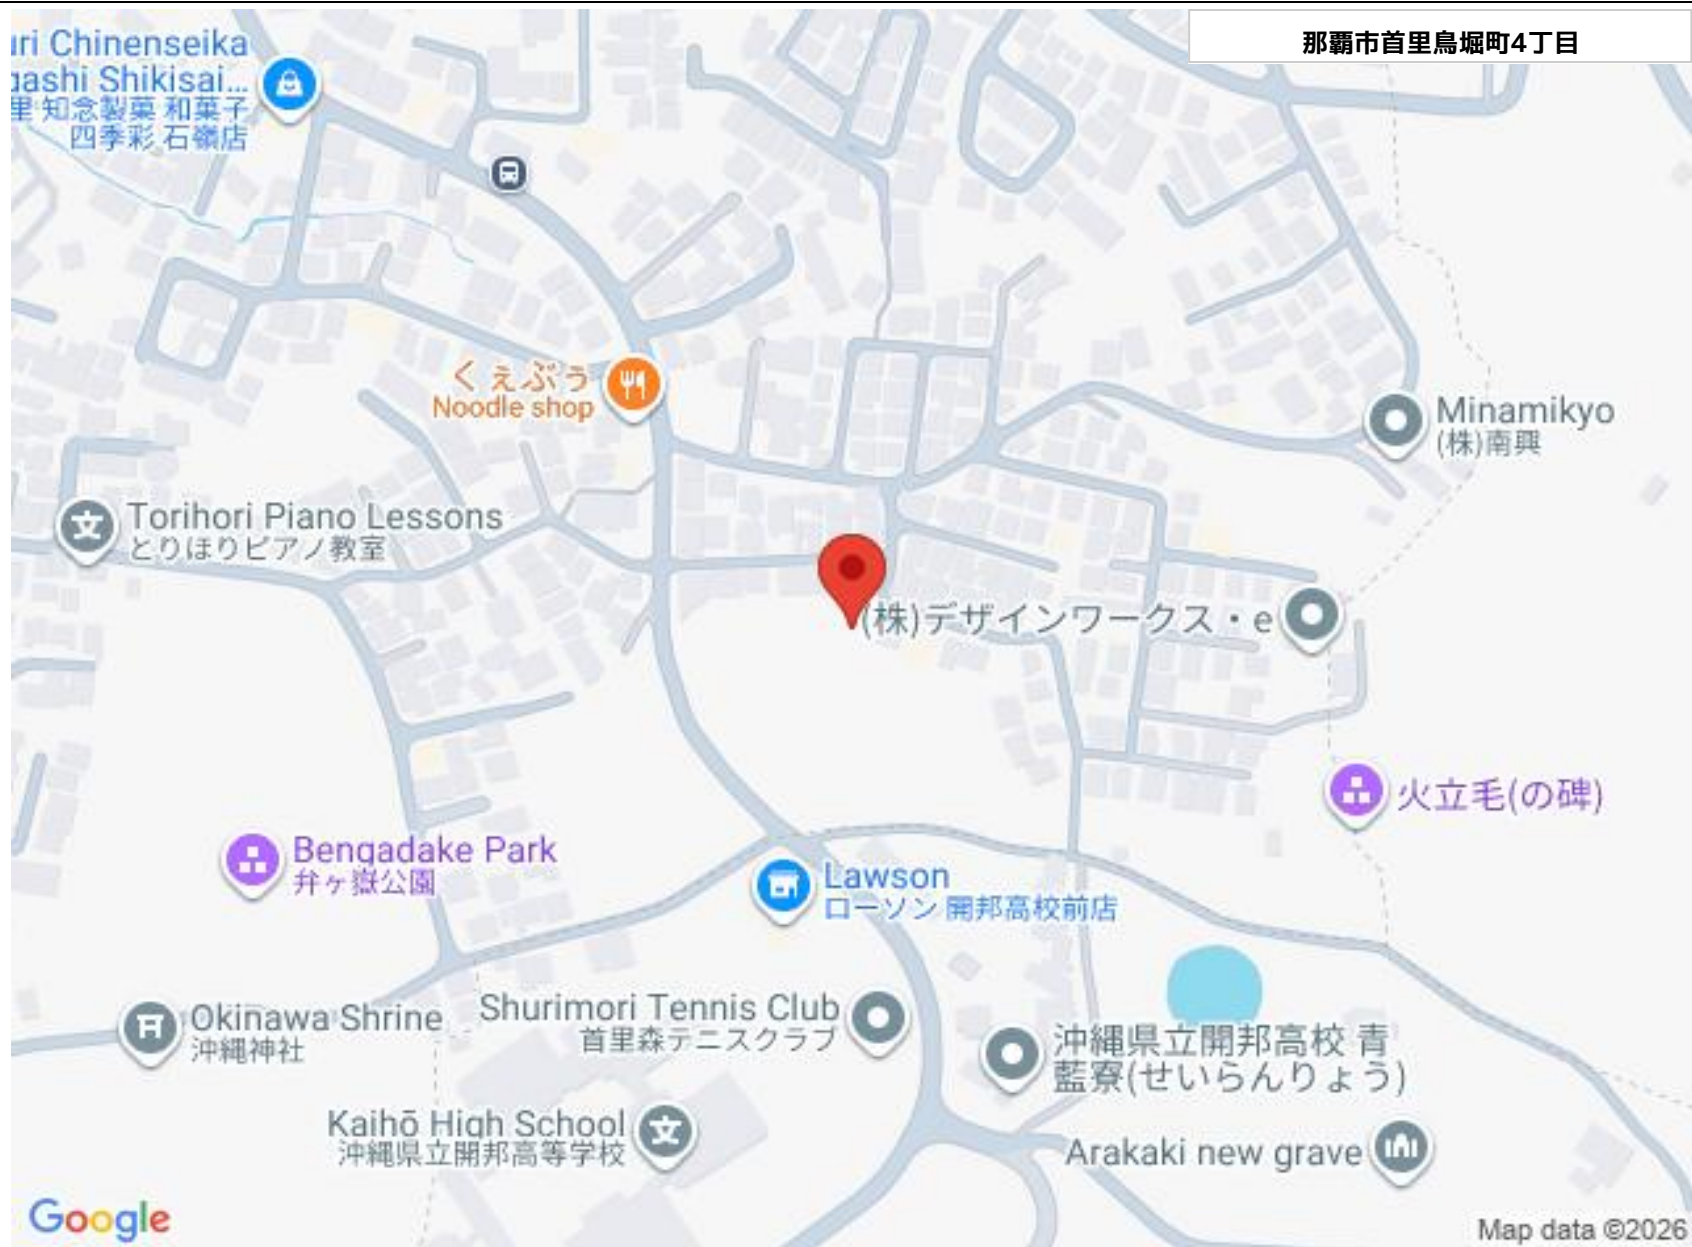 那覇市首里鳥堀町4丁目
uri Chinenseika
gashi Shikisai...
里 知念製菓 和菓子
四季彩 石嶺店
くぇぶぅ
Noodle shop
Minamikyo
(株)南興
Torihori Piano Lessons
とりほりピアノ教室
(株)デザインワークス・e
火立毛(の碑)
Bengadake Park
弁ヶ嶽公園
Lawson
ローソン 開邦高校前店
Okinawa Shrine
沖縄神社
Shurimori Tennis Club
首里森テニスクラブ
沖縄県立開邦高校 青
藍寮(せいらんりょう)
Kaihō High School
沖縄県立開邦高等学校
Arakaki new grave
Google
Map data ©2026